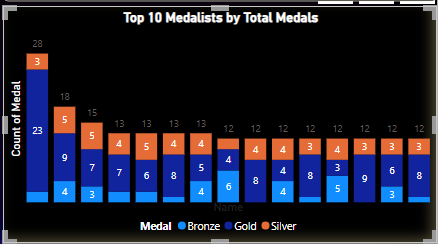 Top 10 Medalists by Total Medals
Count of Medal
28
18
15
13 13 13 13
12 12 12 12 12 12 12 12
3
5
5
4 5 4 4
4 4 3 4 3 3 3
23
9
7
7 6 8 5
4 8 4 8 3 9 6 8
4
3
4
6 4 5 3
Name
Medal Bronze Gold Silver